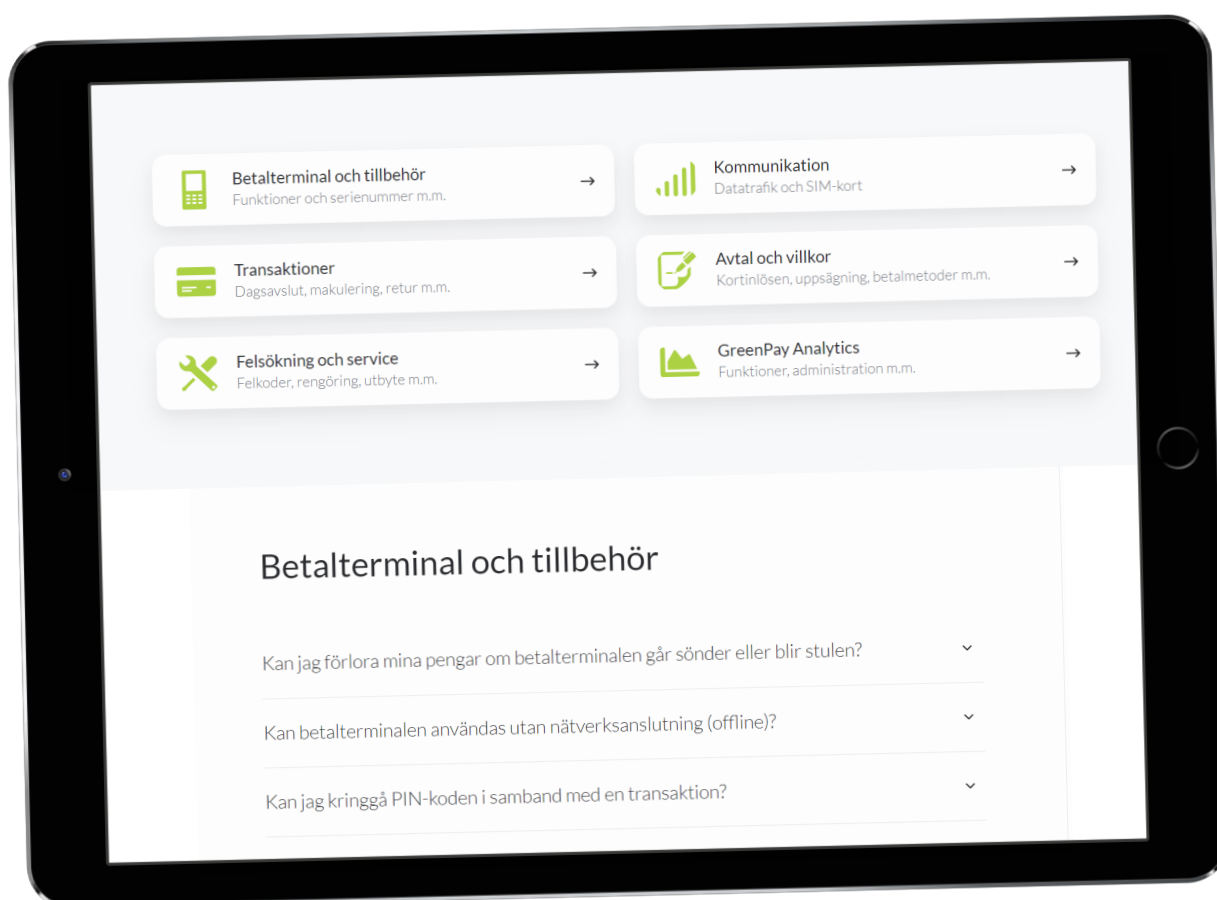 Betalterminal och tillbehör
Funktioner och serienummer m.m.
Kommunikation
Datatrafik och SIM-kort
Transaktioner
Dagsavslut, makulering, retur m.m.
Avtal och villkor
Kortinlösen, uppsägning, betalmetoder m.m.
Felsökning och service
Felkoder, rengöring, utbyte m.m.
GreenPay Analytics
Funktioner, administration m.m.
Betalterminal och tillbehör
Kan jag förlora mina pengar om betalterminalen går sönder eller blir stulen?
Kan betalterminalen användas utan nätverksanslutning (offline)?
Kan jag kringgå PIN-koden i samband med en transaktion?